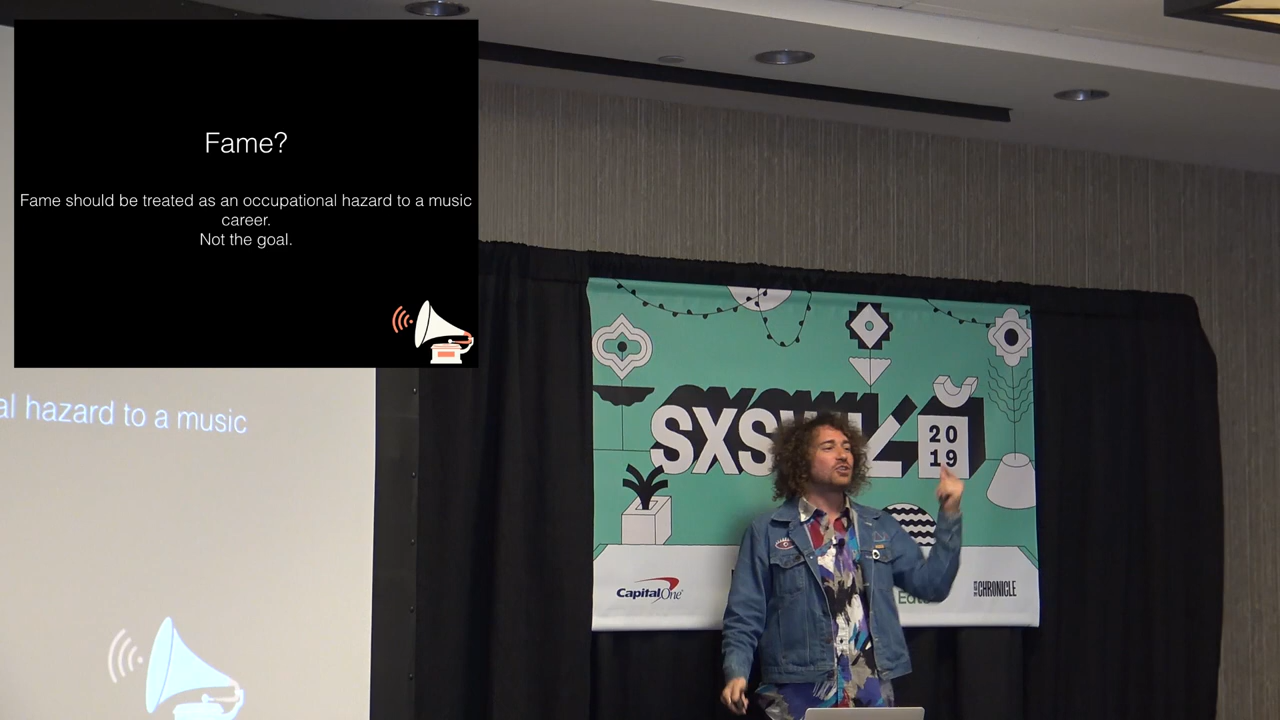 Fame?
Fame should be treated as an occupational hazard to a music
career.
Not the goal.
al hazard to a music
SXSW
20
19
Capital One
CHRONICLE